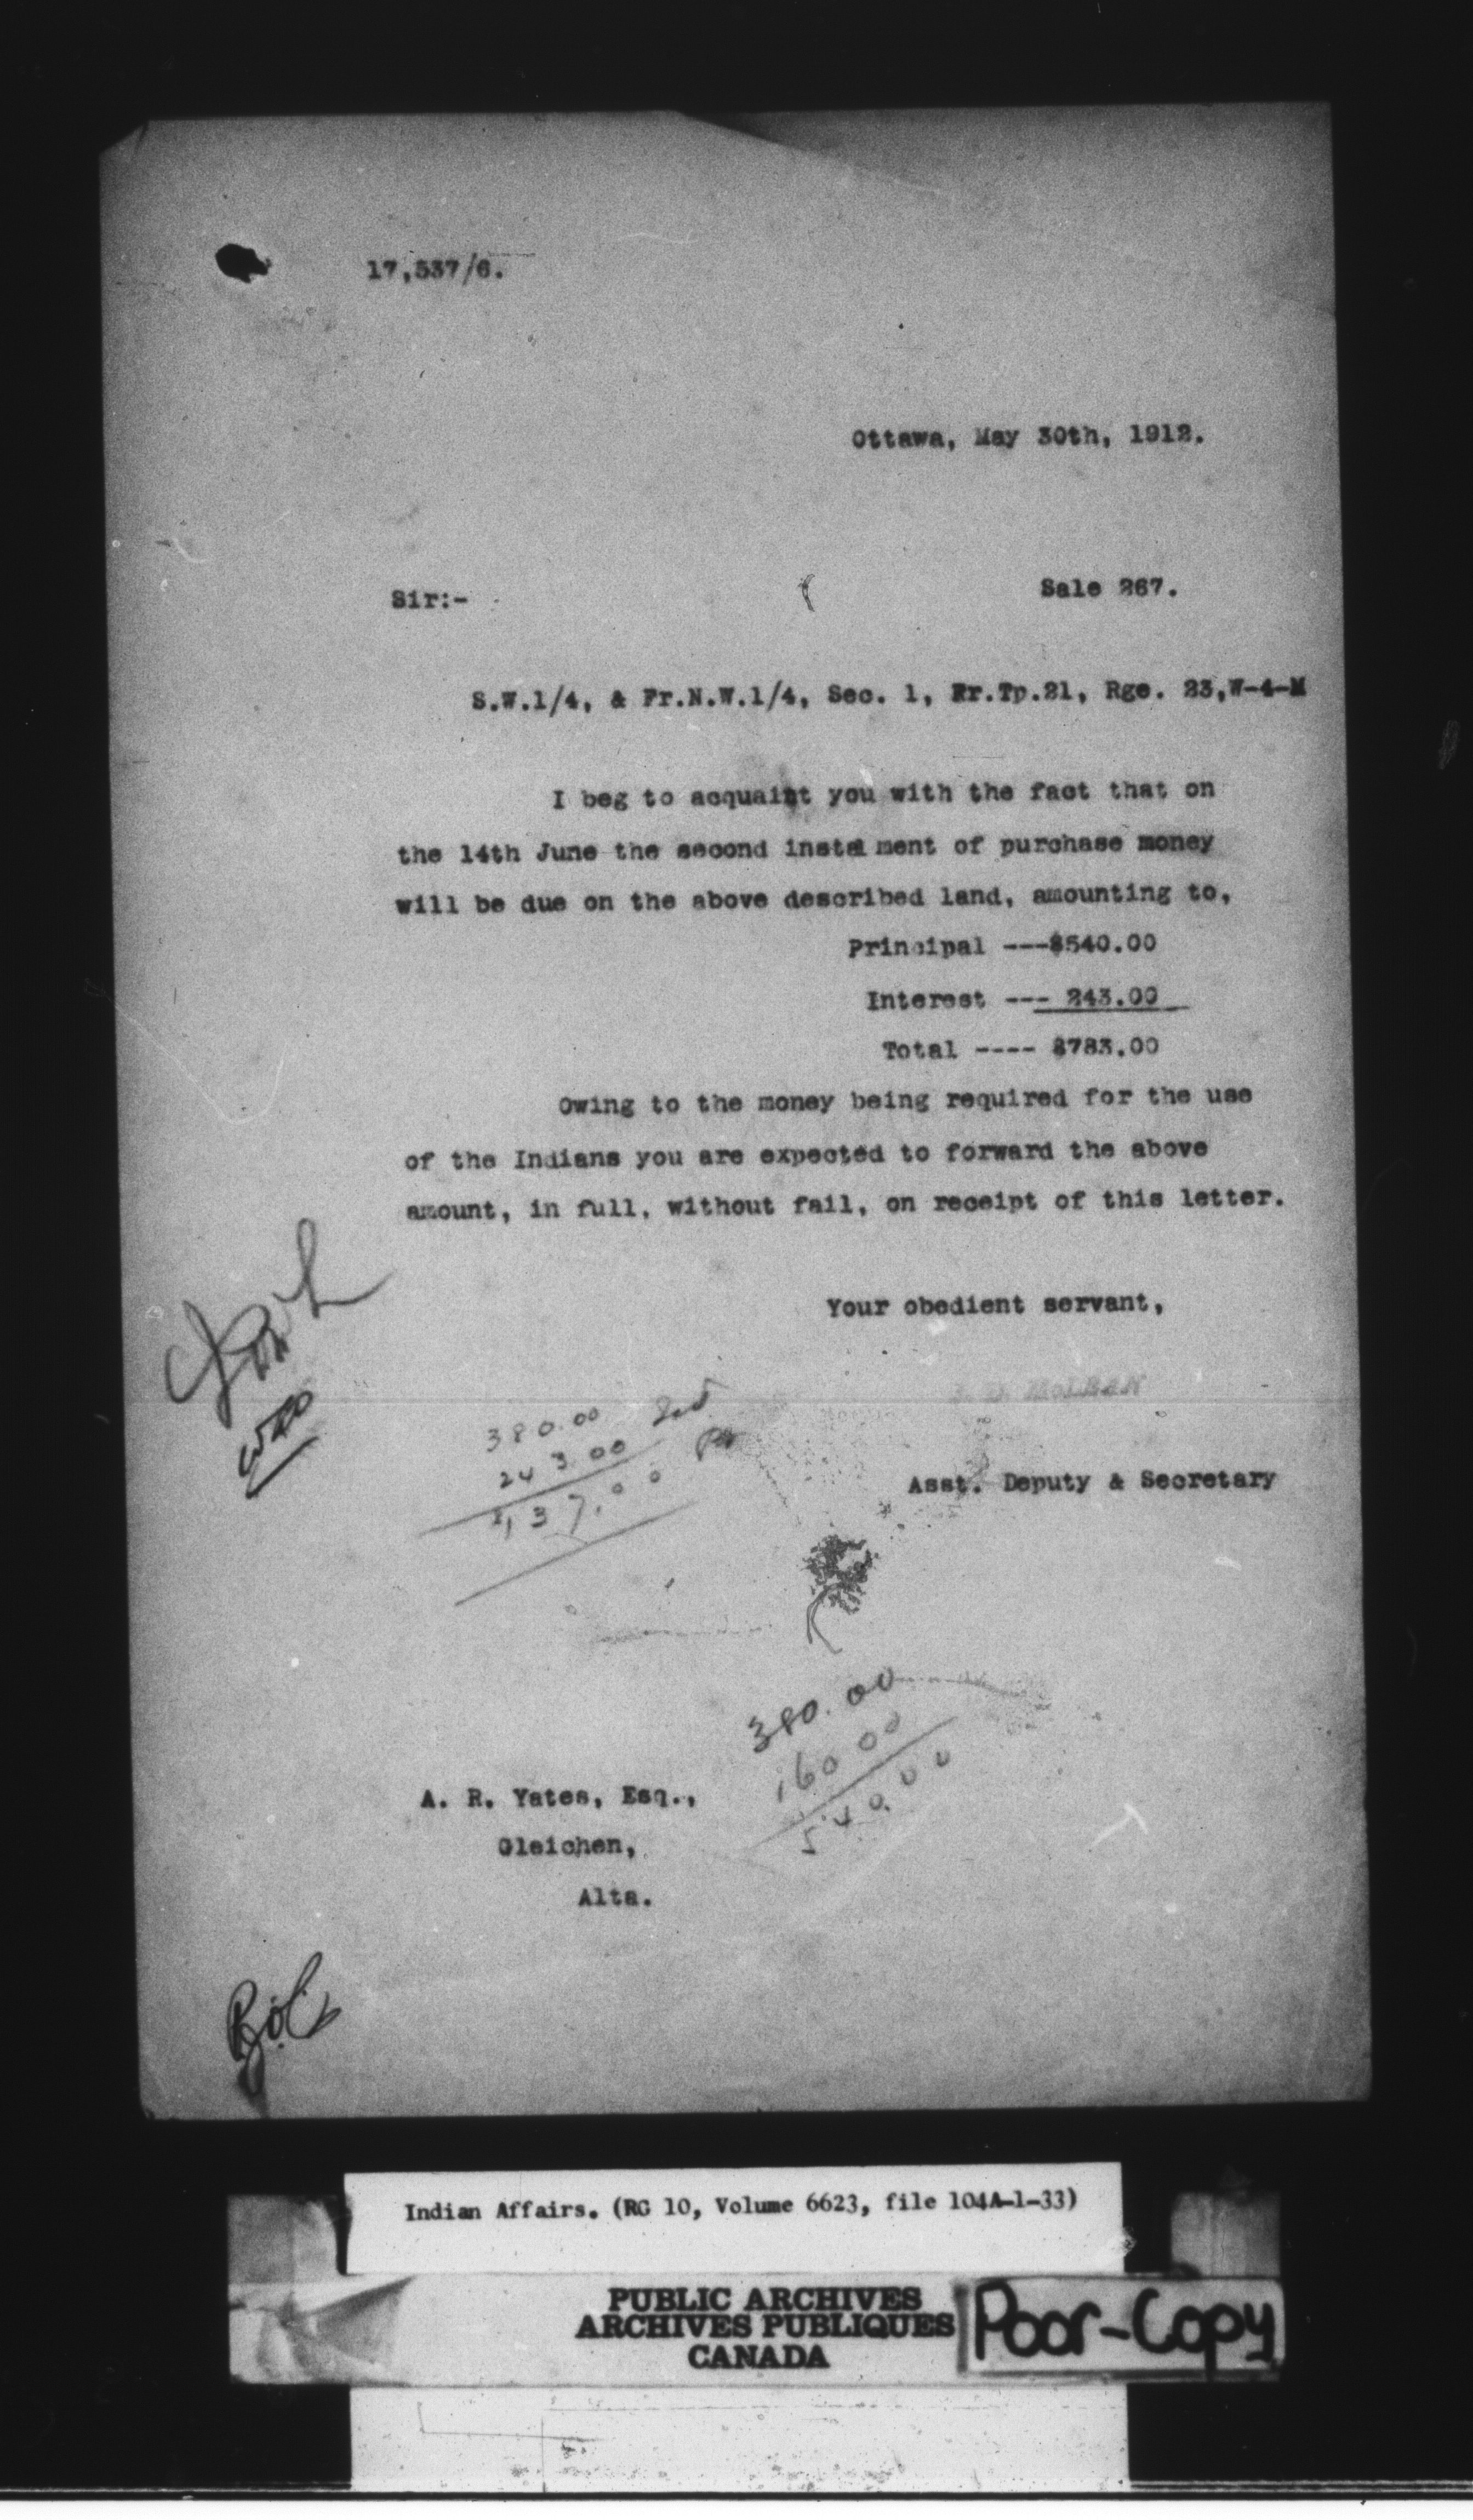 17,537/6.
Ottawa, May 30th, 1912.
Sir:-
Sale 267.
S.W.1/4, & Fr.N.W.1/4, Sec. 1, Fr.Tp.21, Rge. 23,W-4-M
I beg to acquaint you with the fact that on
the 14th June the second instalment of purchase money
will be due on the above described land, amounting to,
Principal ---$540.00
Interest --- 243.00
Total ---- $783.00
Owing to the money being required for the use
of the Indians you are expected to forward the above
amount, in full, without fail, on receipt of this letter.
Your obedient servant,
McLEAN
380.00
243.00
137.00
Asst. Deputy & Secretary
380.00
160 00
540.00
A. R. Yates, Esq.,
Gleichen,
Alta.
Indian Affairs. (RG 10, Volume 6623, file 104A-1-33)
PUBLIC ARCHIVES
ARCHIVES PUBLIQUES
CANADA
Poor-Copy